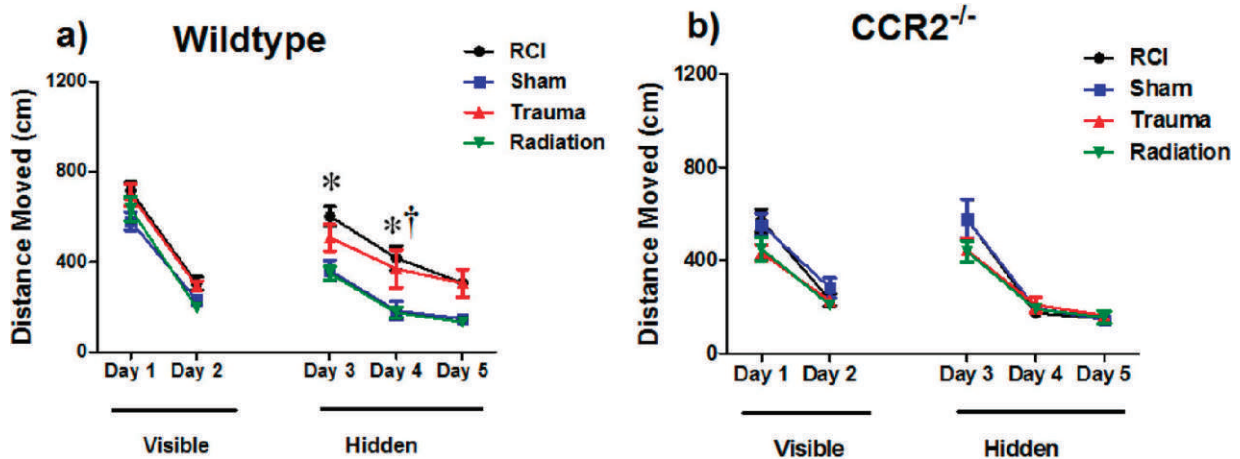 a) Wildtype
RCI
Sham
Trauma
Radiation
Distance Moved (cm)
1200
800
400
0
*
*†
Day 1 Day 2 Day 3 Day 4 Day 5
Visible Hidden
b) CCR2-/-
RCI
Sham
Trauma
Radiation
Distance Moved (cm)
1200
800
400
0
Day 1 Day 2 Day 3 Day 4 Day 5
Visible Hidden